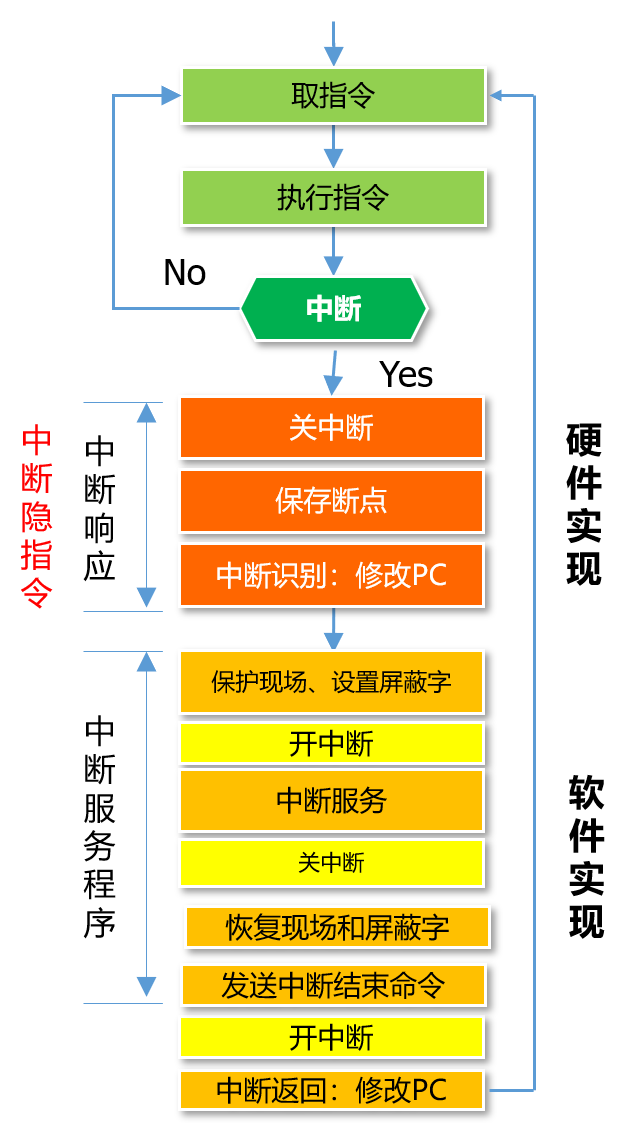 取指令
执行指令
No
中断
Yes
关中断
保存断点
中断识别：修改PC
中断隐指令
中断响应
硬件实现
保护现场、设置屏蔽字
开中断
中断服务
关中断
恢复现场和屏蔽字
发送中断结束命令
开中断
中断返回：修改PC
中断服务程序
软件实现